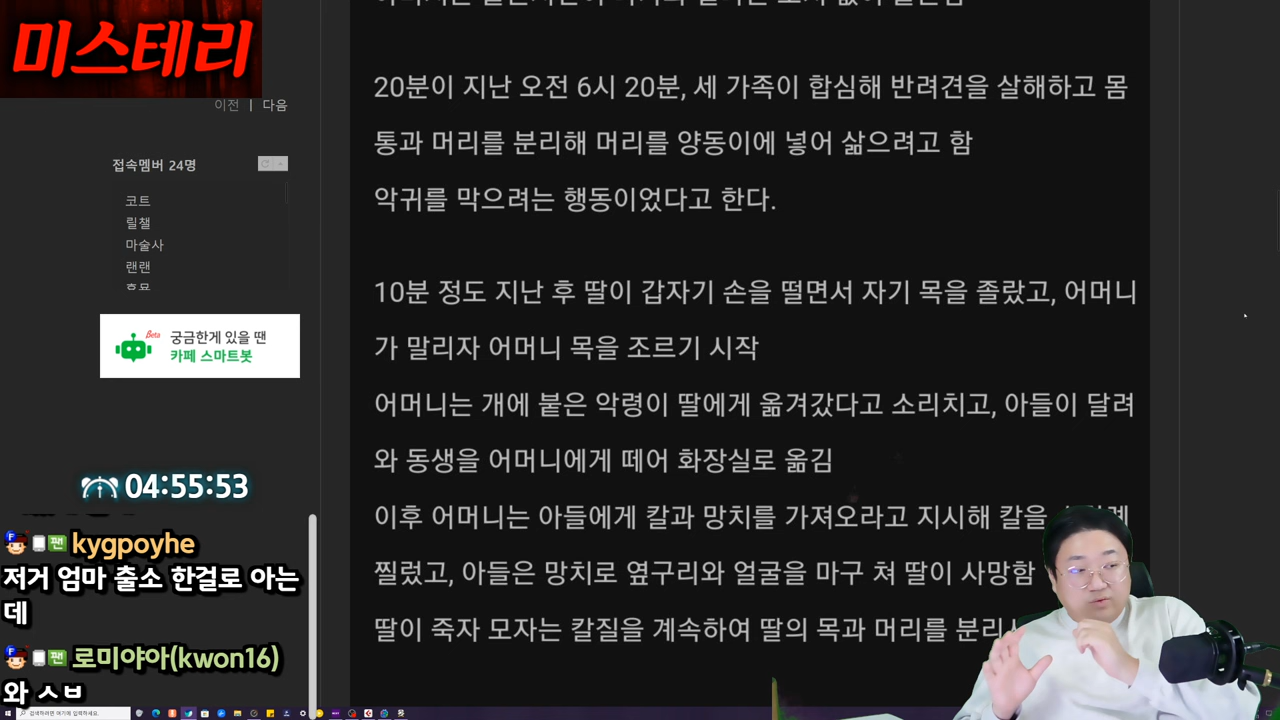 미스테리
이전 | 다음
접속멤버 24명
코트
릴챌
마술사
랜랜
Beta
궁금한게 있을 땐
카페 스마트봇
04:55:53
kygpoyhe
저거 엄마 출소 한걸로 아는
데
로미야아(kwon16)
와 ㅅㅂ
20분이 지난 오전 6시 20분, 세 가족이 합심해 반려견을 살해하고 몸
통과 머리를 분리해 머리를 양동이에 넣어 삶으려고 함
악귀를 막으려는 행동이었다고 한다.
10분 정도 지난 후 딸이 갑자기 손을 떨면서 자기 목을 졸랐고, 어머니
가 말리자 어머니 목을 조르기 시작
어머니는 개에 붙은 악령이 딸에게 옮겨갔다고 소리치고, 아들이 달려
와 동생을 어머니에게 떼어 화장실로 옮김
이후 어머니는 아들에게 칼과 망치를 가져오라고 지시해 칼을
찔렀고, 아들은 망치로 옆구리와 얼굴을 마구 쳐 딸이 사망함
딸이 죽자 모자는 칼질을 계속하여 딸의 목과 머리를
검색하려면 여기에 입력하세요.